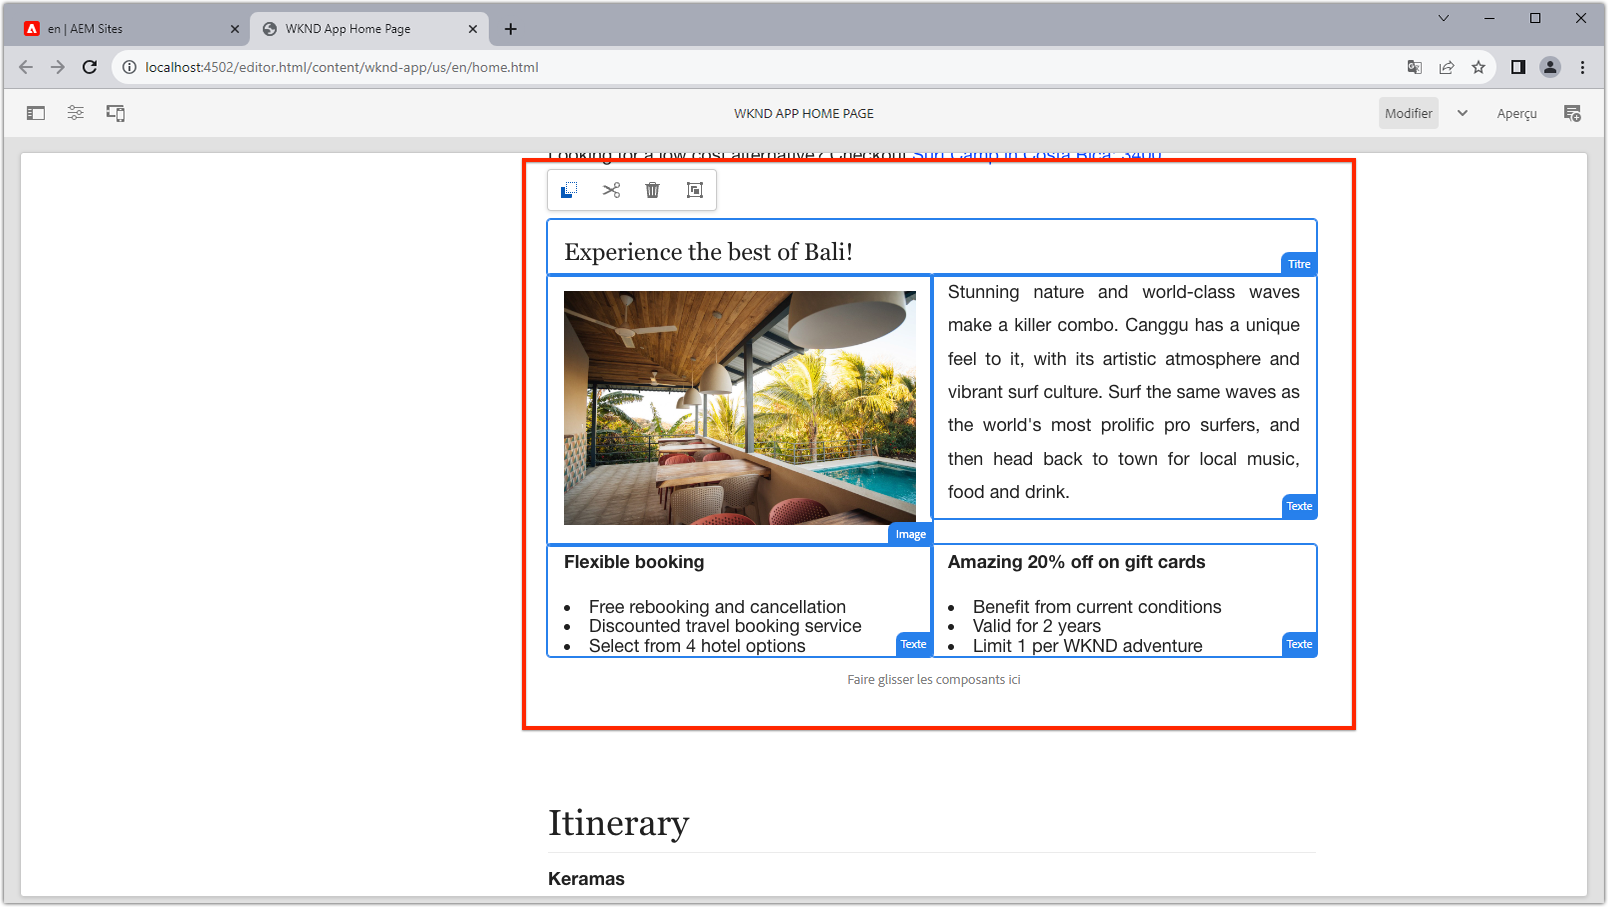 en | AEM Sites
WKND App Home Page
localhost:4502/editor.html/content/wknd-app/us/en/home.html
WKND APP HOME PAGE
Modifier
Aperçu
Looking for a low cost alternative? Checkout Surf Camp in Costa Rica: 3400
Experience the best of Bali!
Titre
Stunning nature and world-class waves
make a killer combo. Canggu has a unique
feel to it, with its artistic atmosphere and
vibrant surf culture. Surf the same waves as
the world's most prolific pro surfers, and
then head back to town for local music,
food and drink.
Texte
Image
Flexible booking
Free rebooking and cancellation
Discounted travel booking service
Select from 4 hotel options
Texte
Amazing 20% off on gift cards
Benefit from current conditions
Valid for 2 years
Limit 1 per WKND adventure
Texte
Faire glisser les composants ici
Itinerary
Keramas